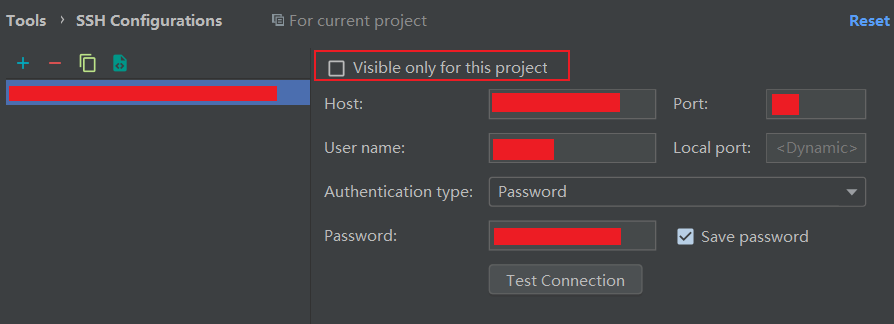 Tools › SSH Configurations For current project Reset
Visible only for this project
Host: Port:
User name: Local port: <Dynamic>
Authentication type: Password
Password: Save password
Test Connection